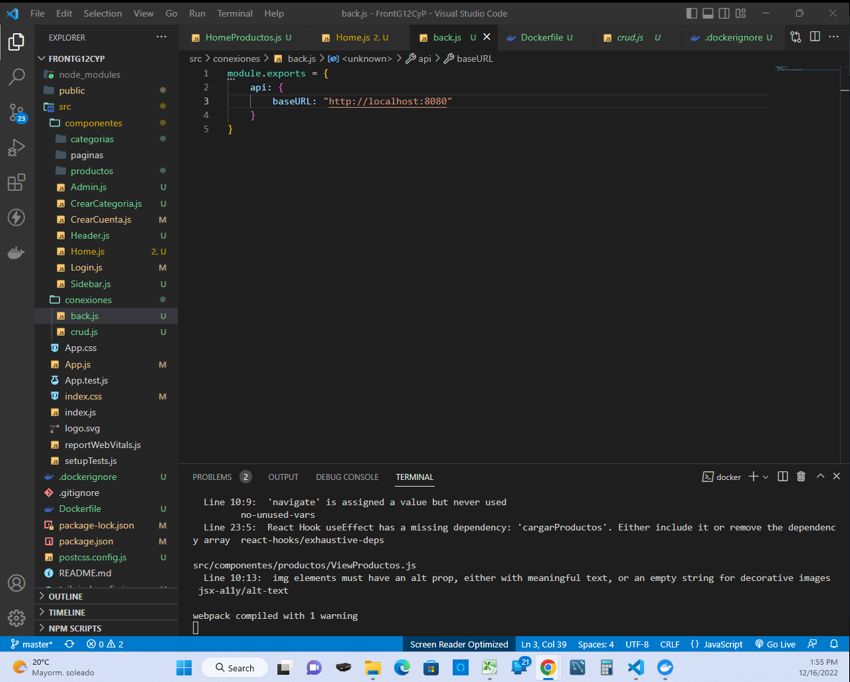 File Edit Selection View Go Run Terminal Help
back.js - FrontG12CyP - Visual Studio Code
EXPLORER
FRONTG12CYP
node_modules
public
src
componentes
categorias
paginas
productos
Admin.js U
CrearCategoria.js U
CrearCuenta.js M
Header.js U
Home.js 2, U
Login.js M
Sidebar.js U
conexiones
back.js U
crud.js U
App.css
App.js M
App.test.js
index.css M
index.js
logo.svg
reportWebVitals.js
setupTests.js
.dockerignore U
.gitignore
Dockerfile U
package-lock.json M
package.json M
postcss.config.js U
README.md
OUTLINE
TIMELINE
NPM SCRIPTS
23
HomeProductos.js U
Home.js 2, U
back.js U
Dockerfile U
crud.js U
.dockerignore U
src > conexiones > back.js > <unknown> > api > baseURL
1 module.exports = {
2 api: {
3 baseURL: "http://localhost:8080"
4 }
5 }
PROBLEMS 2 OUTPUT DEBUG CONSOLE TERMINAL
docker
Line 10:9: 'navigate' is assigned a value but never used
no-unused-vars
Line 23:5: React Hook useEffect has a missing dependency: 'cargarProductos'. Either include it or remove the dependenc
y array react-hooks/exhaustive-deps
src/componentes/productos/ViewProductos.js
Line 10:13: img elements must have an alt prop, either with meaningful text, or an empty string for decorative images
jsx-a11y/alt-text
webpack compiled with 1 warning
master* 0 2
Screen Reader Optimized Ln 3, Col 39 Spaces: 4 UTF-8 CRLF {} JavaScript Go Live
20°C
Mayorm. soleado
Search
21
1:55 PM
12/16/2022